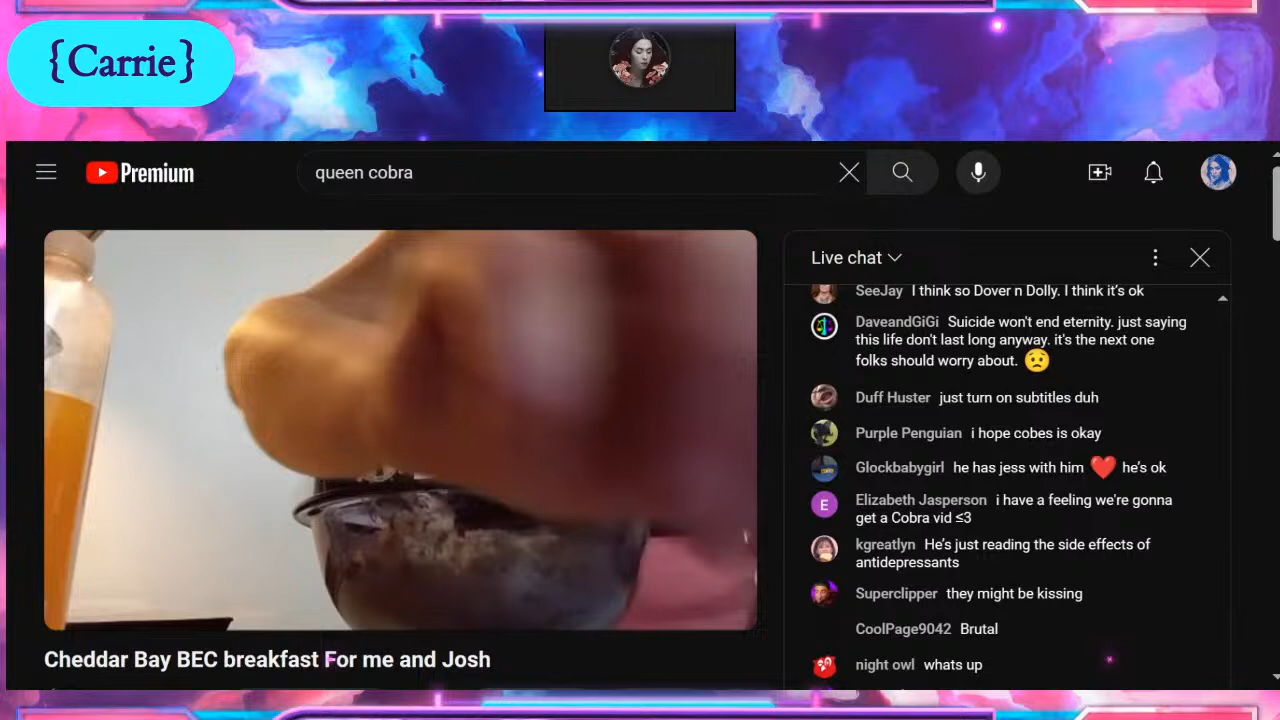 {Carrie}
Premium
queen cobra
Live chat
SeeJay I think so Dover n Dolly. I think it's ok
DaveandGiGi Suicide won't end eternity. just saying
this life don't last long anyway. it's the next one
folks should worry about. 😟
Duff Huster just turn on subtitles duh
Purple Penguian i hope cobes is okay
Glockbabygirl he has jess with him ❤️ he's ok
E
Elizabeth Jasperson i have a feeling we're gonna
get a Cobra vid ≤3
kgreatlyn He's just reading the side effects of
antidepressants
Superclipper they might be kissing
CoolPage9042 Brutal
night owl whats up
Cheddar Bay BEC breakfast For me and Josh